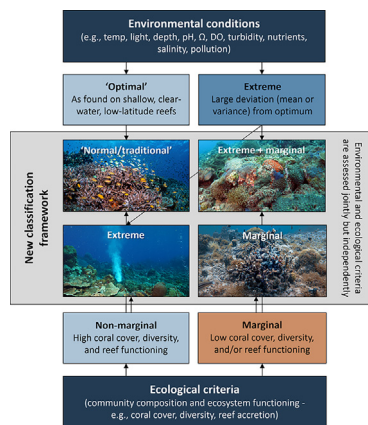 Environmental conditions
(e.g., temp, light, depth, pH, Ω, DO, turbidity, nutrients,
salinity, pollution)
'Optimal'
As found on shallow, clear-
water, low-latitude reefs
Extreme
Large deviation (mean or
variance) from optimum
New classification
framework
'Normal/traditional'
Extreme + marginal
Extreme
Marginal
Environmental and ecological criteria
are assessed jointly but independently
Non-marginal
High coral cover, diversity,
and reef functioning
Marginal
Low coral cover, diversity,
and/or reef functioning
Ecological criteria
(community composition and ecosystem functioning -
e.g., coral cover, diversity, reef accretion)